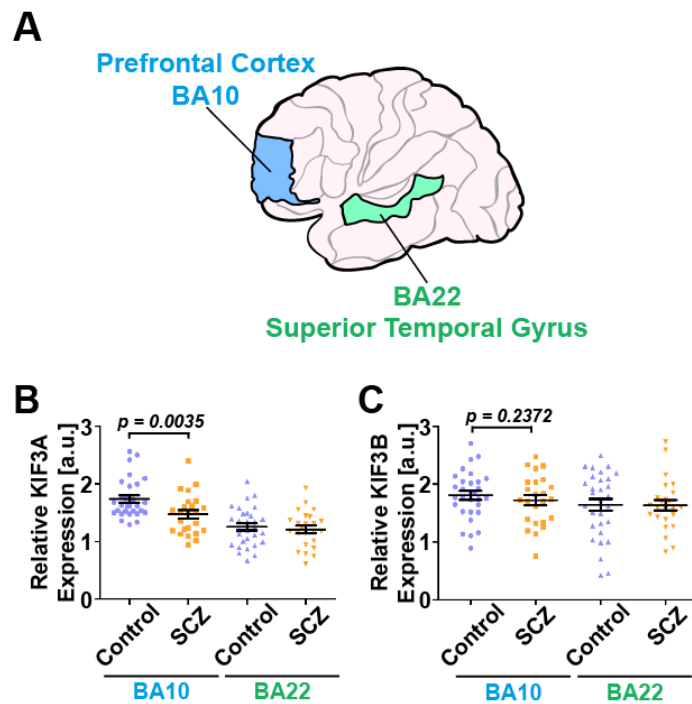 A
Prefrontal Cortex
BA10
BA22
Superior Temporal Gyrus
B
Relative KIF3A
Expression [a.u.]
p = 0.0035
3
2
1
0
Control
SCZ
Control
SCZ
BA10
BA22
C
Relative KIF3B
Expression [a.u.]
p = 0.2372
3
2
1
0
Control
SCZ
Control
SCZ
BA10
BA22